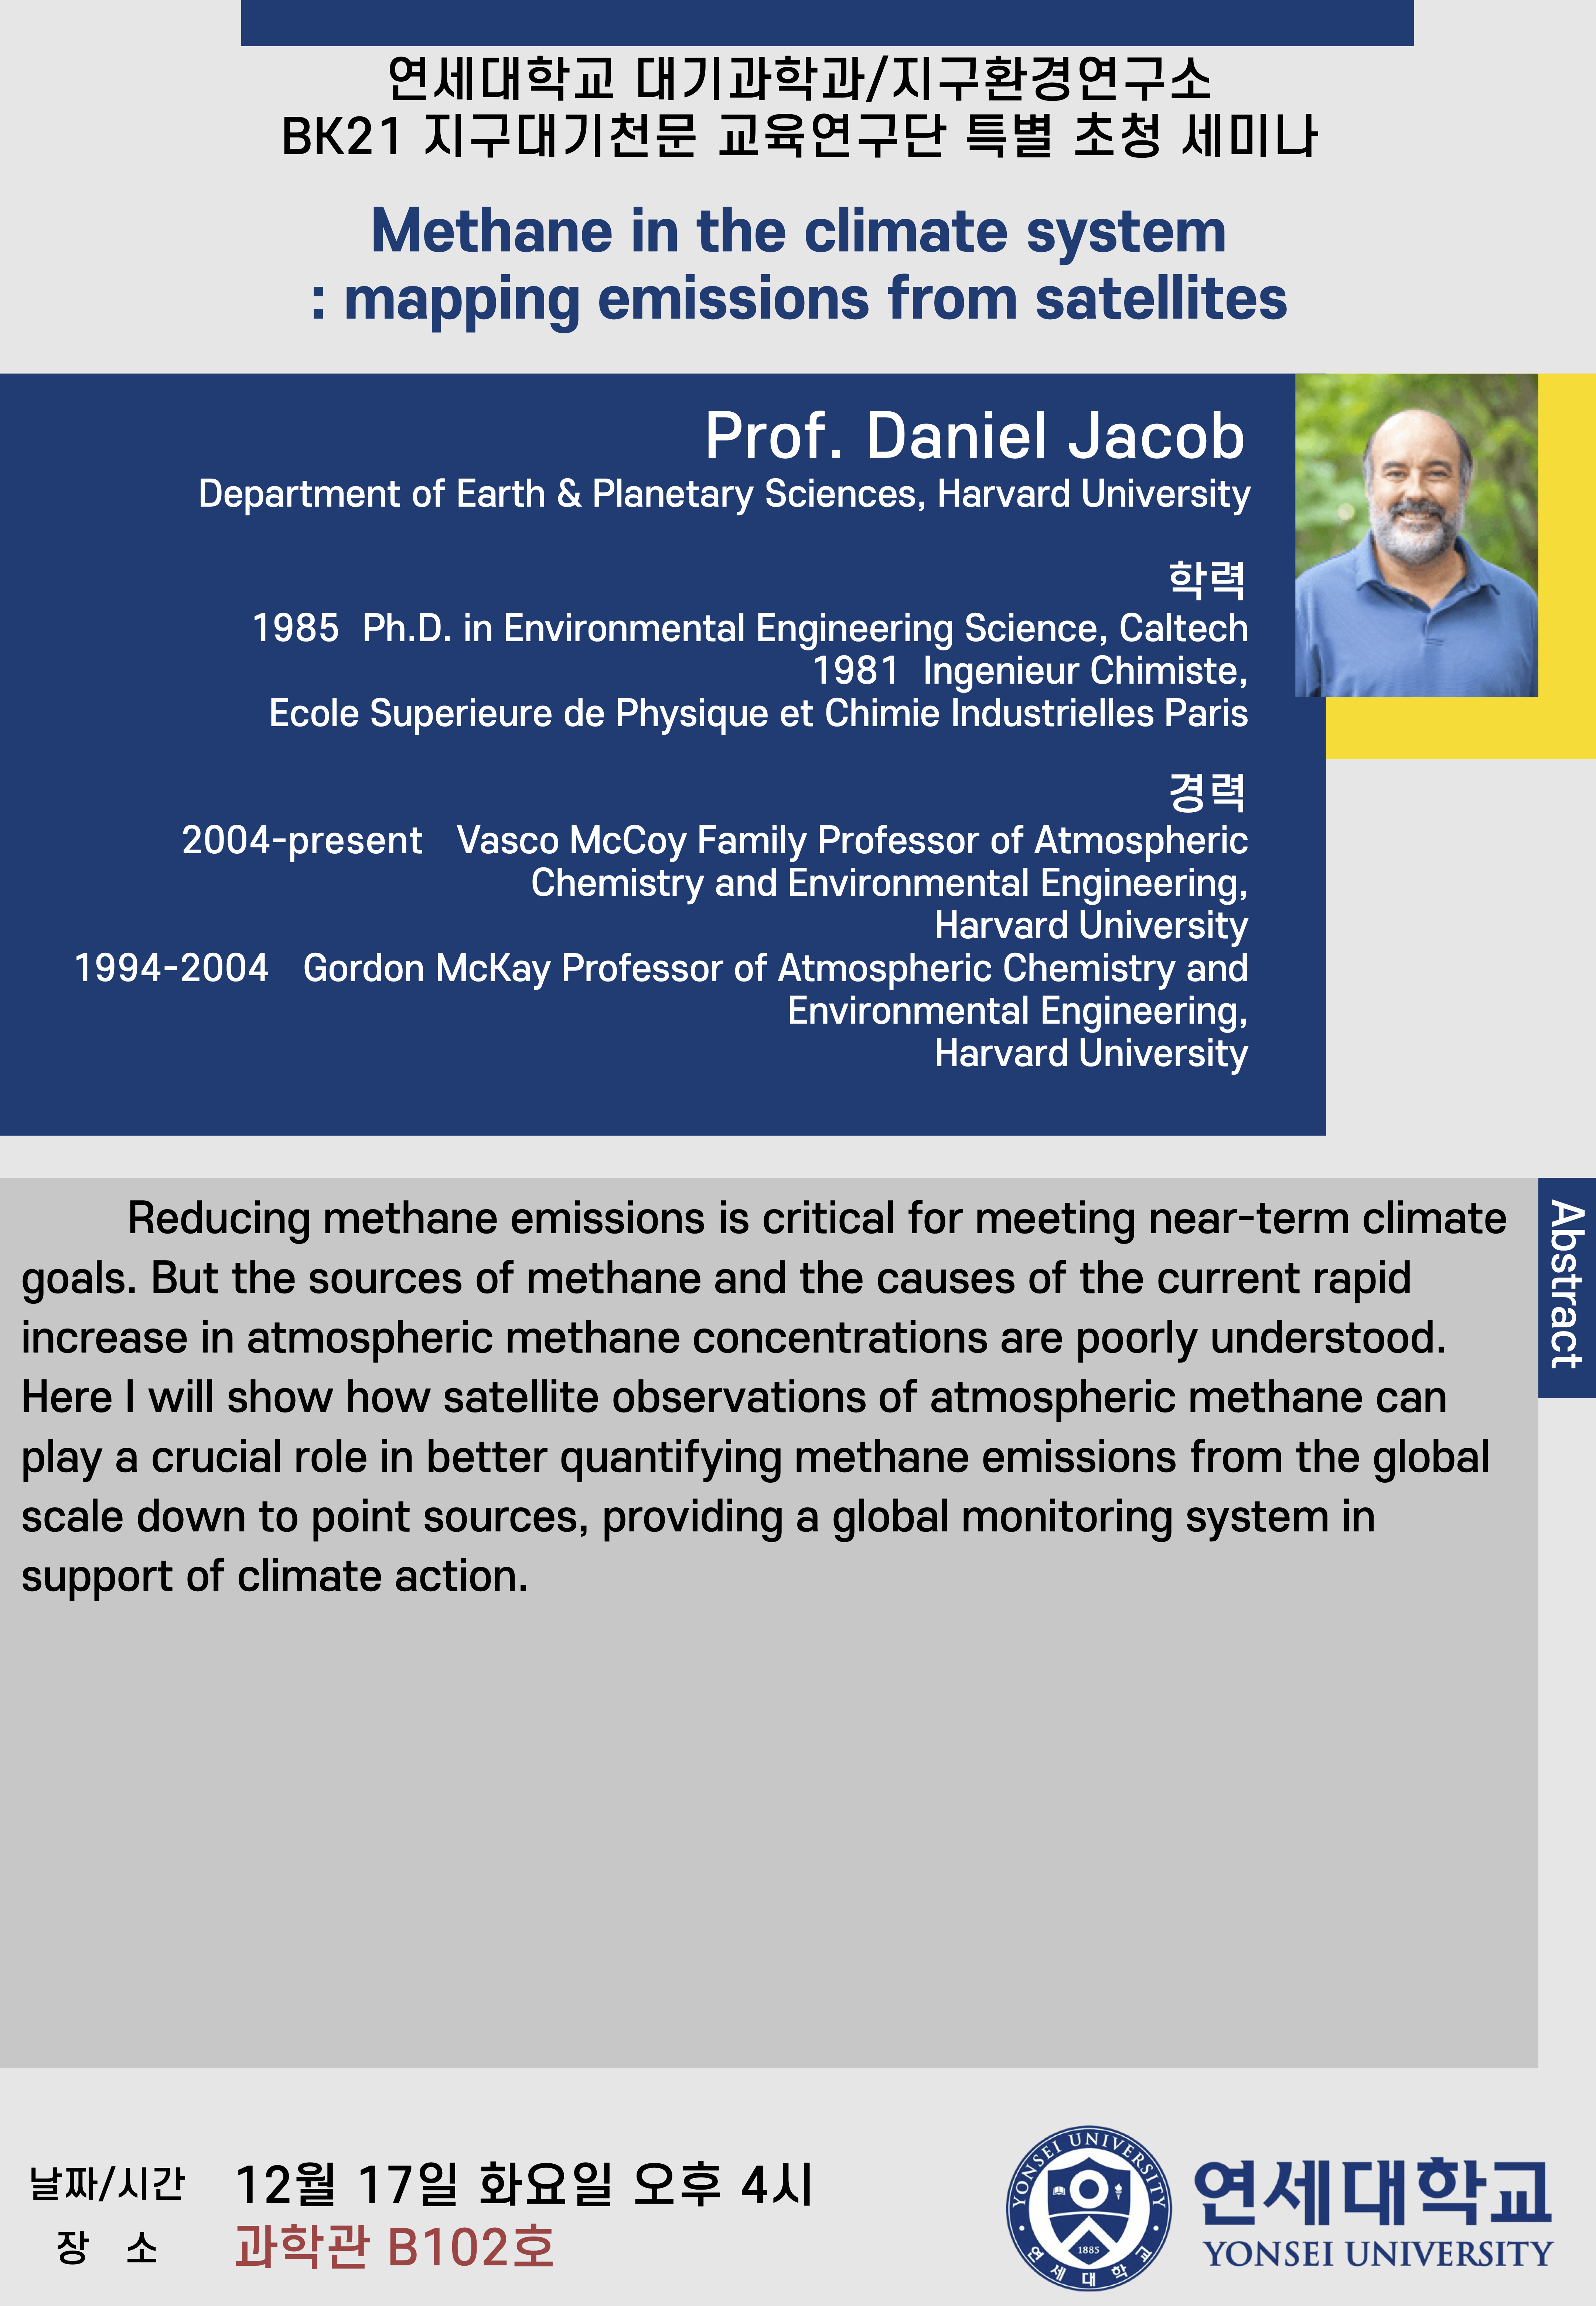 연세대학교 대기과학과/지구환경연구소
BK21 지구대기천문 교육연구단 특별 초청 세미나
Methane in the climate system
: mapping emissions from satellites
Prof. Daniel Jacob
Department of Earth & Planetary Sciences, Harvard University
학력
1985 Ph.D. in Environmental Engineering Science, Caltech
1981 Ingenieur Chimiste,
Ecole Superieure de Physique et Chimie Industrielles Paris
경력
2004-present Vasco McCoy Family Professor of Atmospheric
Chemistry and Environmental Engineering,
Harvard University
1994-2004 Gordon McKay Professor of Atmospheric Chemistry and
Environmental Engineering,
Harvard University
Abstract
Reducing methane emissions is critical for meeting near-term climate
goals. But the sources of methane and the causes of the current rapid
increase in atmospheric methane concentrations are poorly understood.
Here I will show how satellite observations of atmospheric methane can
play a crucial role in better quantifying methane emissions from the global
scale down to point sources, providing a global monitoring system in
support of climate action.
날짜/시간 12월 17일 화요일 오후 4시
장 소 과학관 B102호
YONSEI UNIVERSITY
1885
연세대학교
연세대학교
YONSEI UNIVERSITY